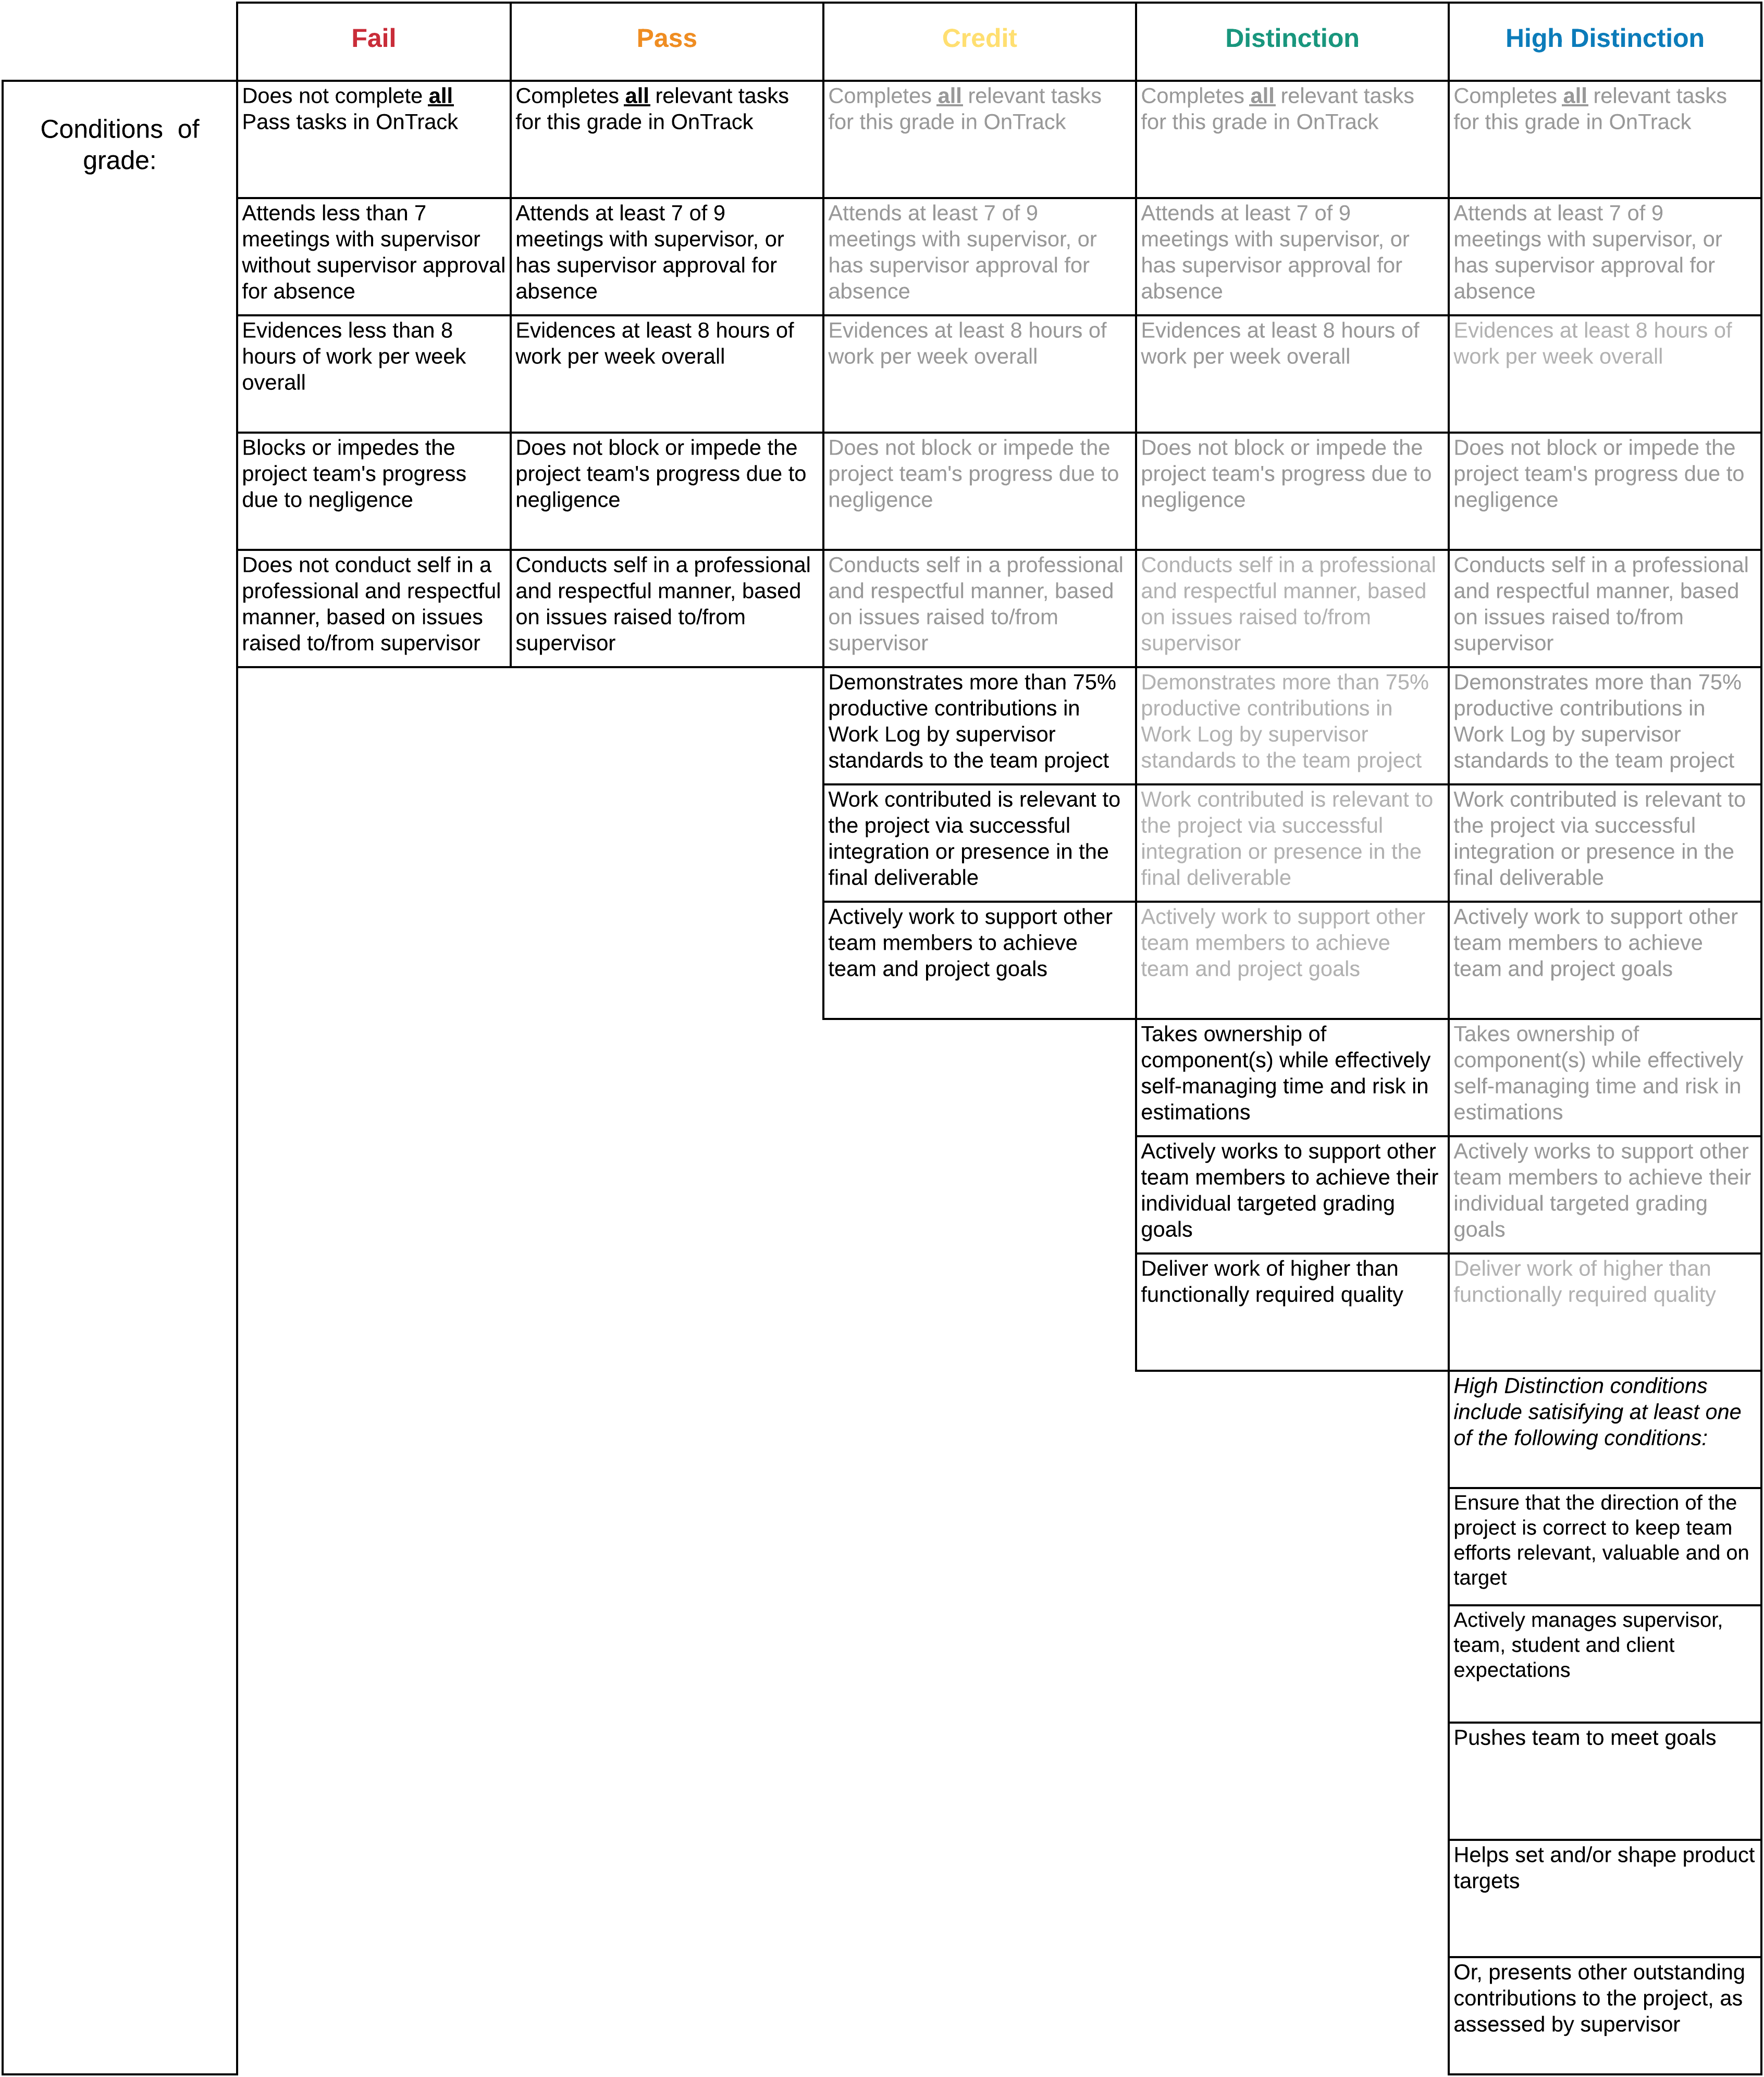 Fail
Pass
Credit
Distinction
High Distinction
Conditions of
grade:
Does not complete all
Pass tasks in OnTrack
Completes all relevant tasks
for this grade in OnTrack
Completes all relevant tasks
for this grade in OnTrack
Completes all relevant tasks
for this grade in OnTrack
Completes all relevant tasks
for this grade in OnTrack
Attends less than 7
meetings with supervisor
without supervisor approval
for absence
Attends at least 7 of 9
meetings with supervisor, or
has supervisor approval for
absence
Attends at least 7 of 9
meetings with supervisor, or
has supervisor approval for
absence
Attends at least 7 of 9
meetings with supervisor, or
has supervisor approval for
absence
Attends at least 7 of 9
meetings with supervisor, or
has supervisor approval for
absence
Evidences less than 8
hours of work per week
overall
Evidences at least 8 hours of
work per week overall
Evidences at least 8 hours of
work per week overall
Evidences at least 8 hours of
work per week overall
Evidences at least 8 hours of
work per week overall
Blocks or impedes the
project team's progress
due to negligence
Does not block or impede the
project team's progress due to
negligence
Does not block or impede the
project team's progress due to
negligence
Does not block or impede the
project team's progress due to
negligence
Does not block or impede the
project team's progress due to
negligence
Does not conduct self in a
professional and respectful
manner, based on issues
raised to/from supervisor
Conducts self in a professional
and respectful manner, based
on issues raised to/from
supervisor
Conducts self in a professional
and respectful manner, based
on issues raised to/from
supervisor
Conducts self in a professional
and respectful manner, based
on issues raised to/from
supervisor
Conducts self in a professional
and respectful manner, based
on issues raised to/from
supervisor
Demonstrates more than 75%
productive contributions in
Work Log by supervisor
standards to the team project
Demonstrates more than 75%
productive contributions in
Work Log by supervisor
standards to the team project
Demonstrates more than 75%
productive contributions in
Work Log by supervisor
standards to the team project
Work contributed is relevant to
the project via successful
integration or presence in the
final deliverable
Work contributed is relevant to
the project via successful
integration or presence in the
final deliverable
Work contributed is relevant to
the project via successful
integration or presence in the
final deliverable
Actively work to support other
team members to achieve
team and project goals
Actively work to support other
team members to achieve
team and project goals
Actively work to support other
team members to achieve
team and project goals
Takes ownership of
component(s) while effectively
self-managing time and risk in
estimations
Takes ownership of
component(s) while effectively
self-managing time and risk in
estimations
Actively works to support other
team members to achieve their
individual targeted grading
goals
Actively works to support other
team members to achieve their
individual targeted grading
goals
Deliver work of higher than
functionally required quality
Deliver work of higher than
functionally required quality
High Distinction conditions
include satisifying at least one
of the following conditions:
Ensure that the direction of the
project is correct to keep team
efforts relevant, valuable and on
target
Actively manages supervisor,
team, student and client
expectations
Pushes team to meet goals
Helps set and/or shape product
targets
Or, presents other outstanding
contributions to the project, as
assessed by supervisor